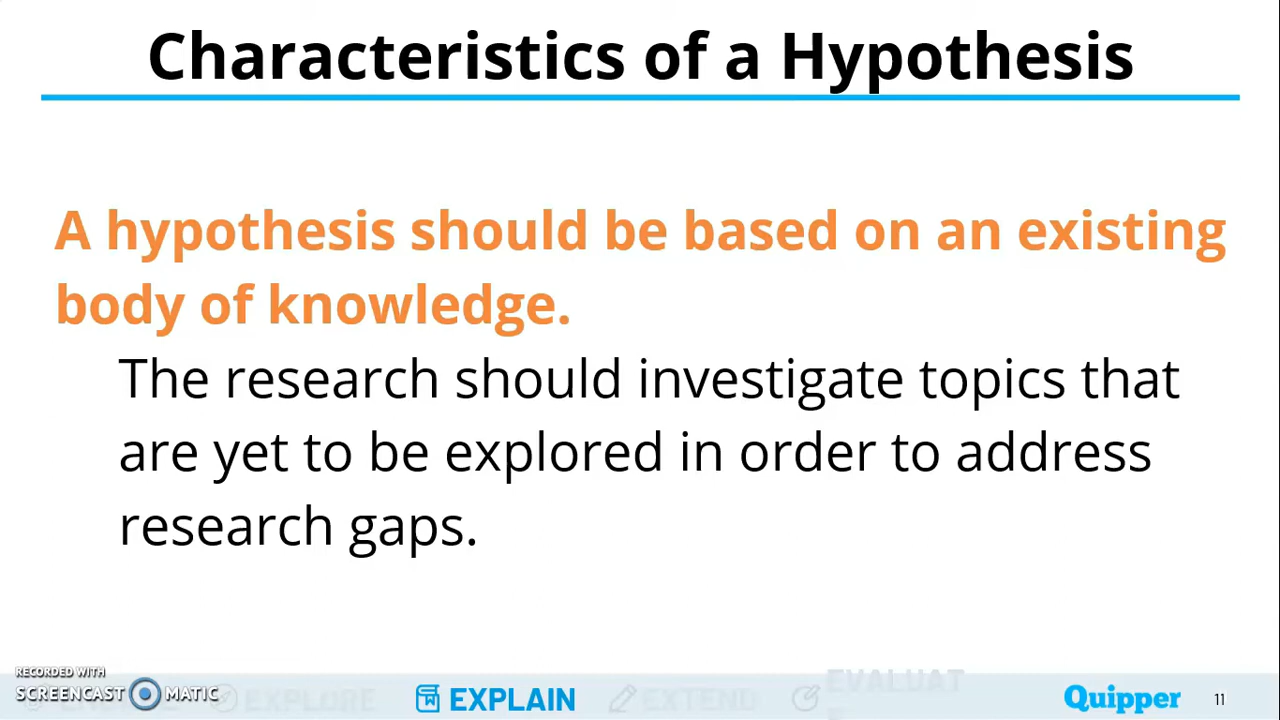 Characteristics of a Hypothesis
A hypothesis should be based on an existing
body of knowledge.
The research should investigate topics that
are yet to be explored in order to address
research gaps.
RECORDED WITH
SCREENCAST MATIC
EXPLORE
EXPLAIN
EXTEND
EVALUAT
E
Quipper
11